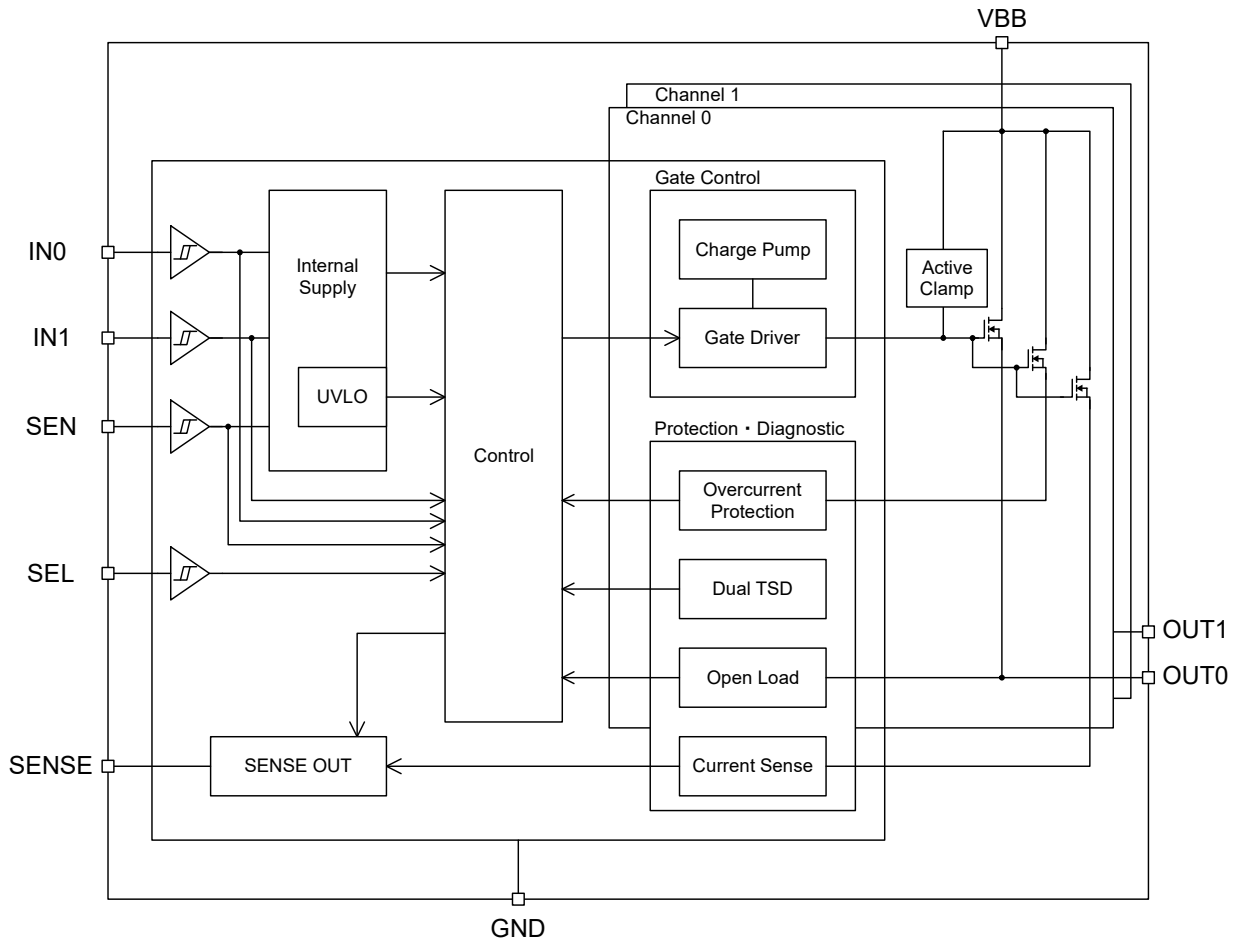 VBB
Channel 1
Channel 0
Gate Control
Charge Pump
Gate Driver
Active
Clamp
IN0
IN1
SEN
SEL
SENSE
Internal
Supply
UVLO
Control
Protection・Diagnostic
Overcurrent
Protection
Dual TSD
Open Load
Current Sense
SENSE OUT
OUT1
OUT0
GND